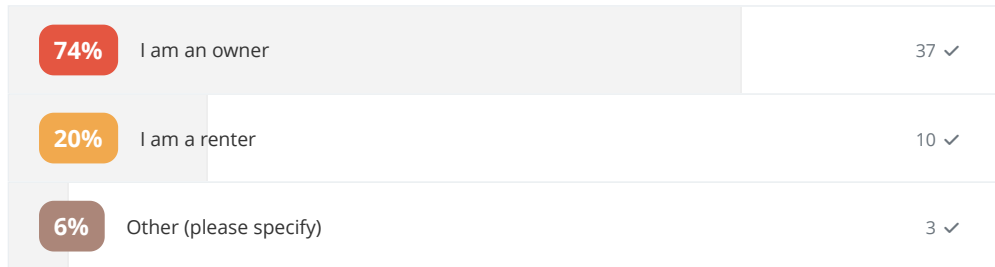 74% I am an owner 37 ✓
20% I am a renter 10 ✓
6% Other (please specify) 3 ✓